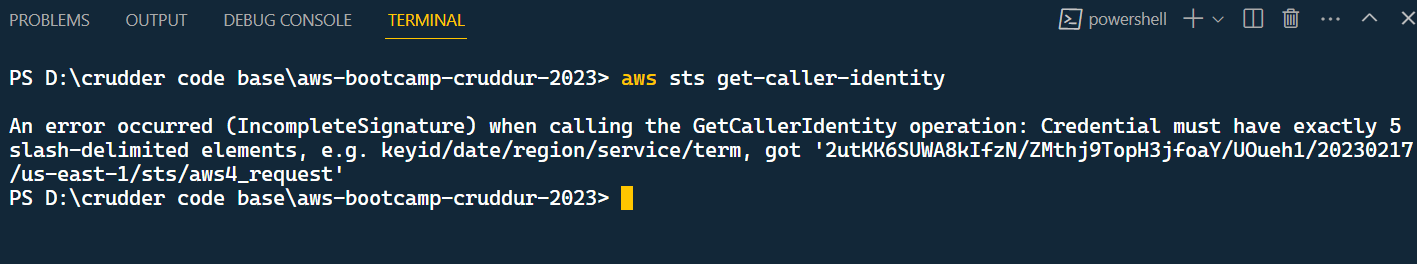 PROBLEMS OUTPUT DEBUG CONSOLE TERMINAL powershell
PS D:\crudder code base\aws-bootcamp-cruddur-2023> aws sts get-caller-identity
An error occurred (IncompleteSignature) when calling the GetCallerIdentity operation: Credential must have exactly 5
slash-delimited elements, e.g. keyid/date/region/service/term, got '2utKK6SUWA8kIfzN/ZMthj9TopH3jfoaY/UOueh1/20230217
/us-east-1/sts/aws4_request'
PS D:\crudder code base\aws-bootcamp-cruddur-2023>